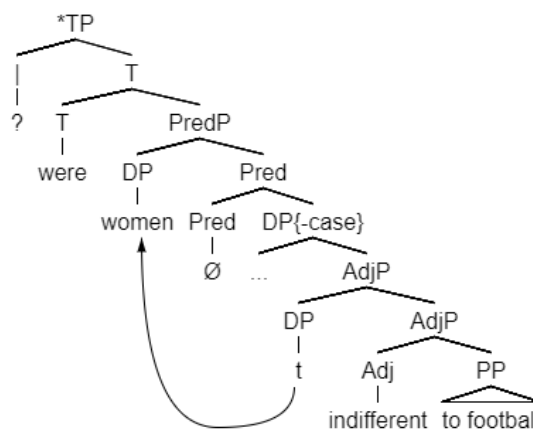 *TP
| T
? T PredP
were DP Pred
women Pred DP{-case}
Ø ... AdjP
DP AdjP
t Adj PP
indifferent to footbal